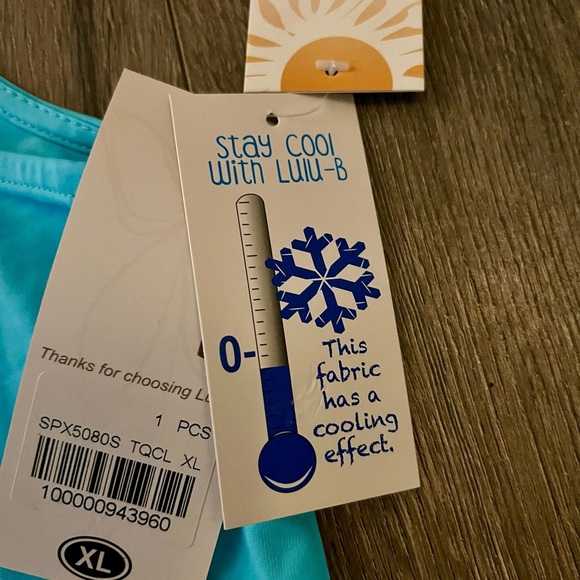 stay cool
with Lulu-B
0-
This
fabric
has a
cooling
effect.
Thanks for choosing
1 PCS
SPX5080S TQCL XL
100000943960
XL